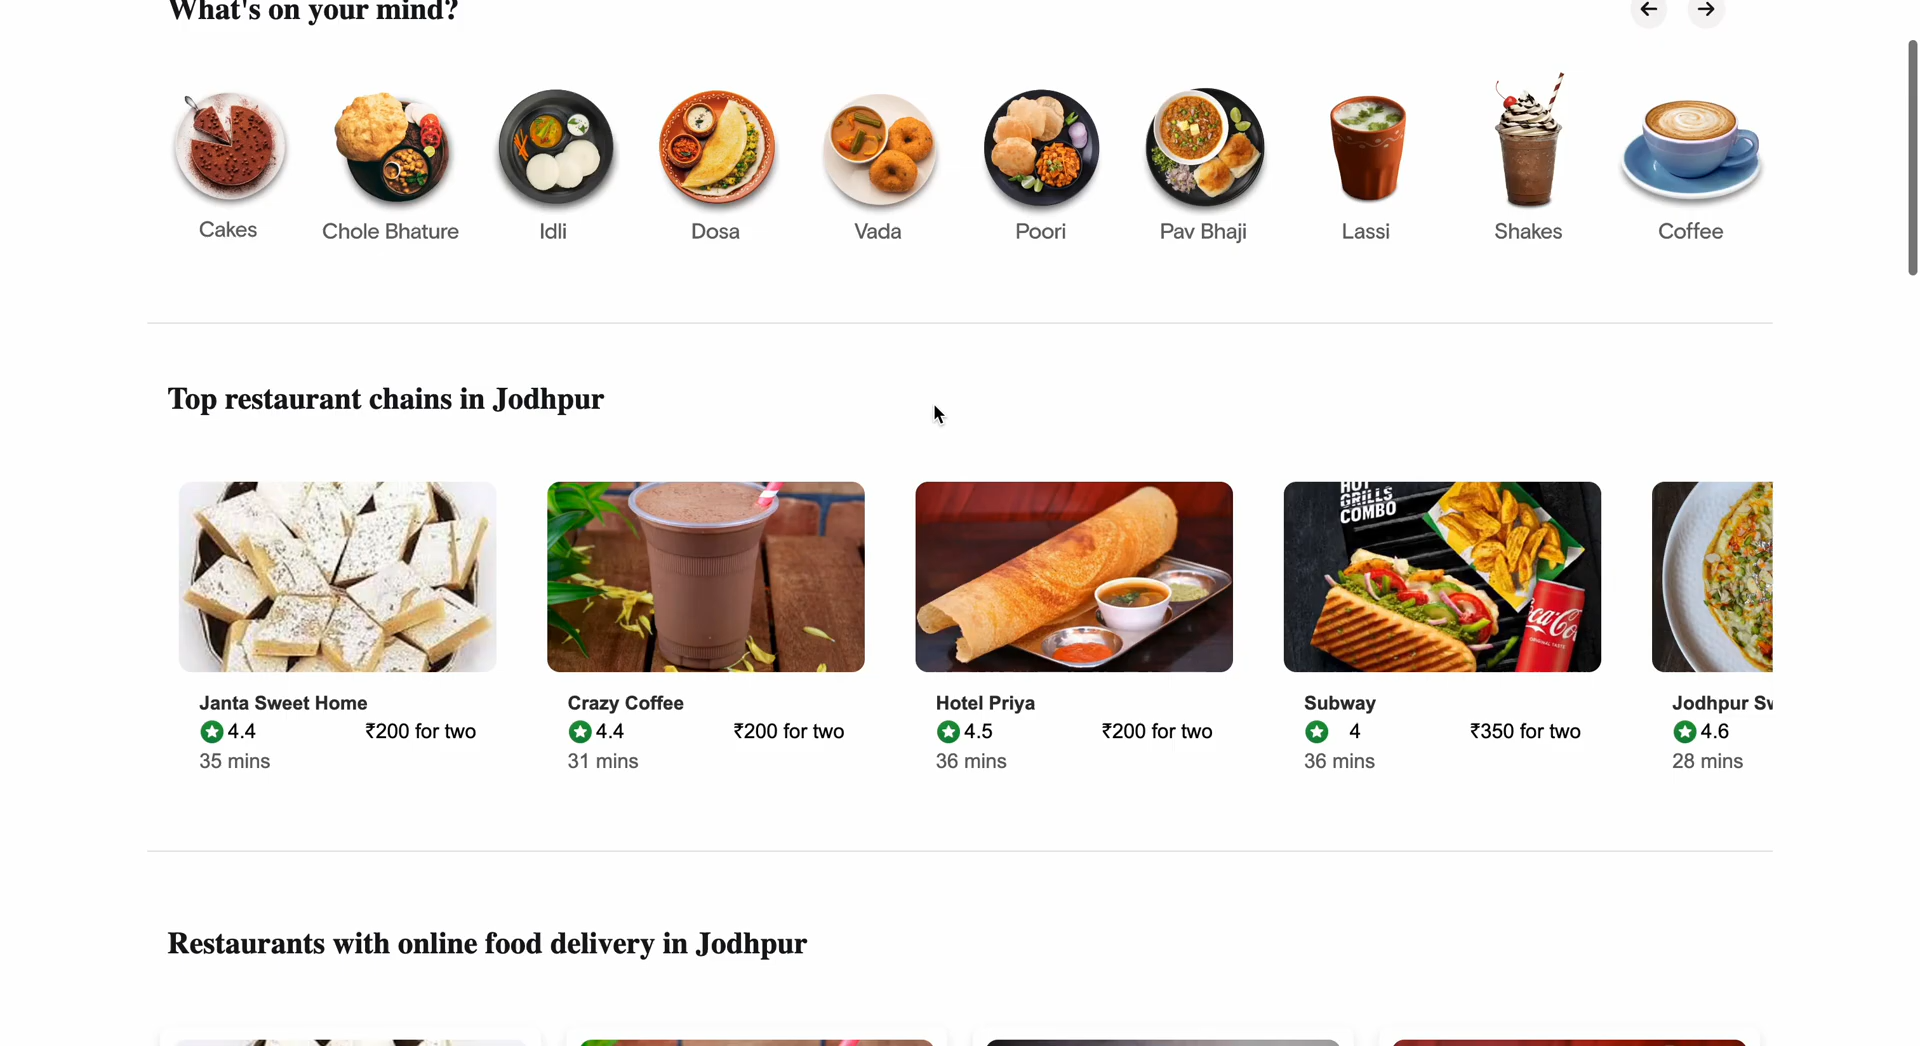 What's on your mind?
Cakes
Chole Bhature
Idli
Dosa
Vada
Poori
Pav Bhaji
Lassi
Shakes
Coffee
Top restaurant chains in Jodhpur
HOT
GRILLS
COMBO
Janta Sweet Home
4.4 ₹200 for two
35 mins
Crazy Coffee
4.4 ₹200 for two
31 mins
Hotel Priya
4.5 ₹200 for two
36 mins
Subway
4 ₹350 for two
36 mins
Jodhpur
4.6
28 mins
Restaurants with online food delivery in Jodhpur